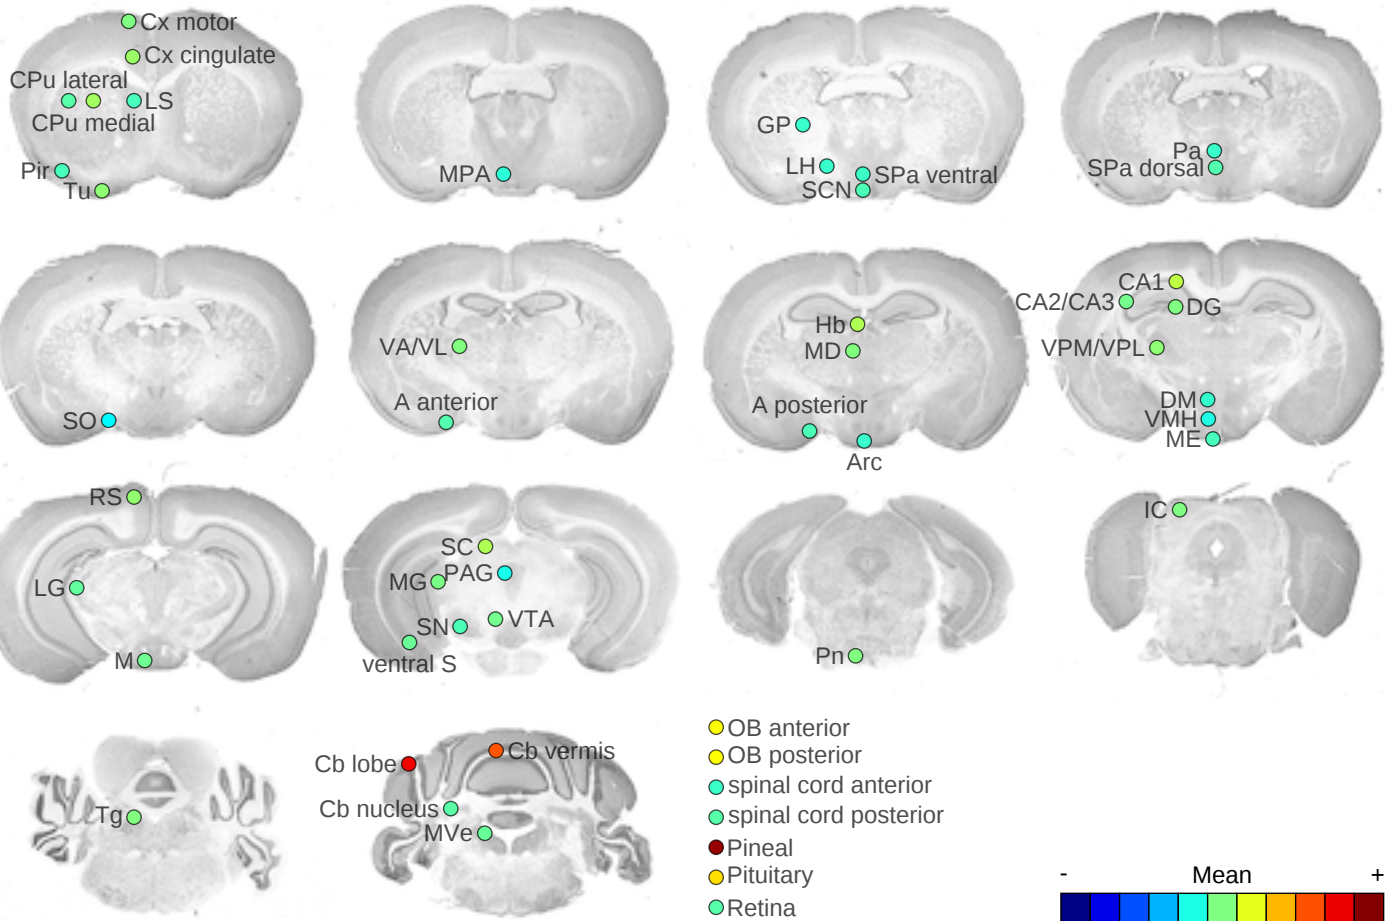 Cx motor
Cx cingulate
CPu lateral
LS
CPu medial
Pir
Tu
MPA
GP
LH
SPa ventral
SCN
Pa
SPa dorsal
SO
VA/VL
A anterior
Hb
MD
A posterior
Arc
CA1
CA2/CA3
DG
VPM/VPL
DM
VMH
ME
RS
LG
M
SC
MG
PAG
SN
VTA
ventral S
Pn
IC
Tg
Cb lobe
Cb vermis
Cb nucleus
MVe
OB anterior
OB posterior
spinal cord anterior
spinal cord posterior
Pineal
Pituitary
Retina
- Mean +